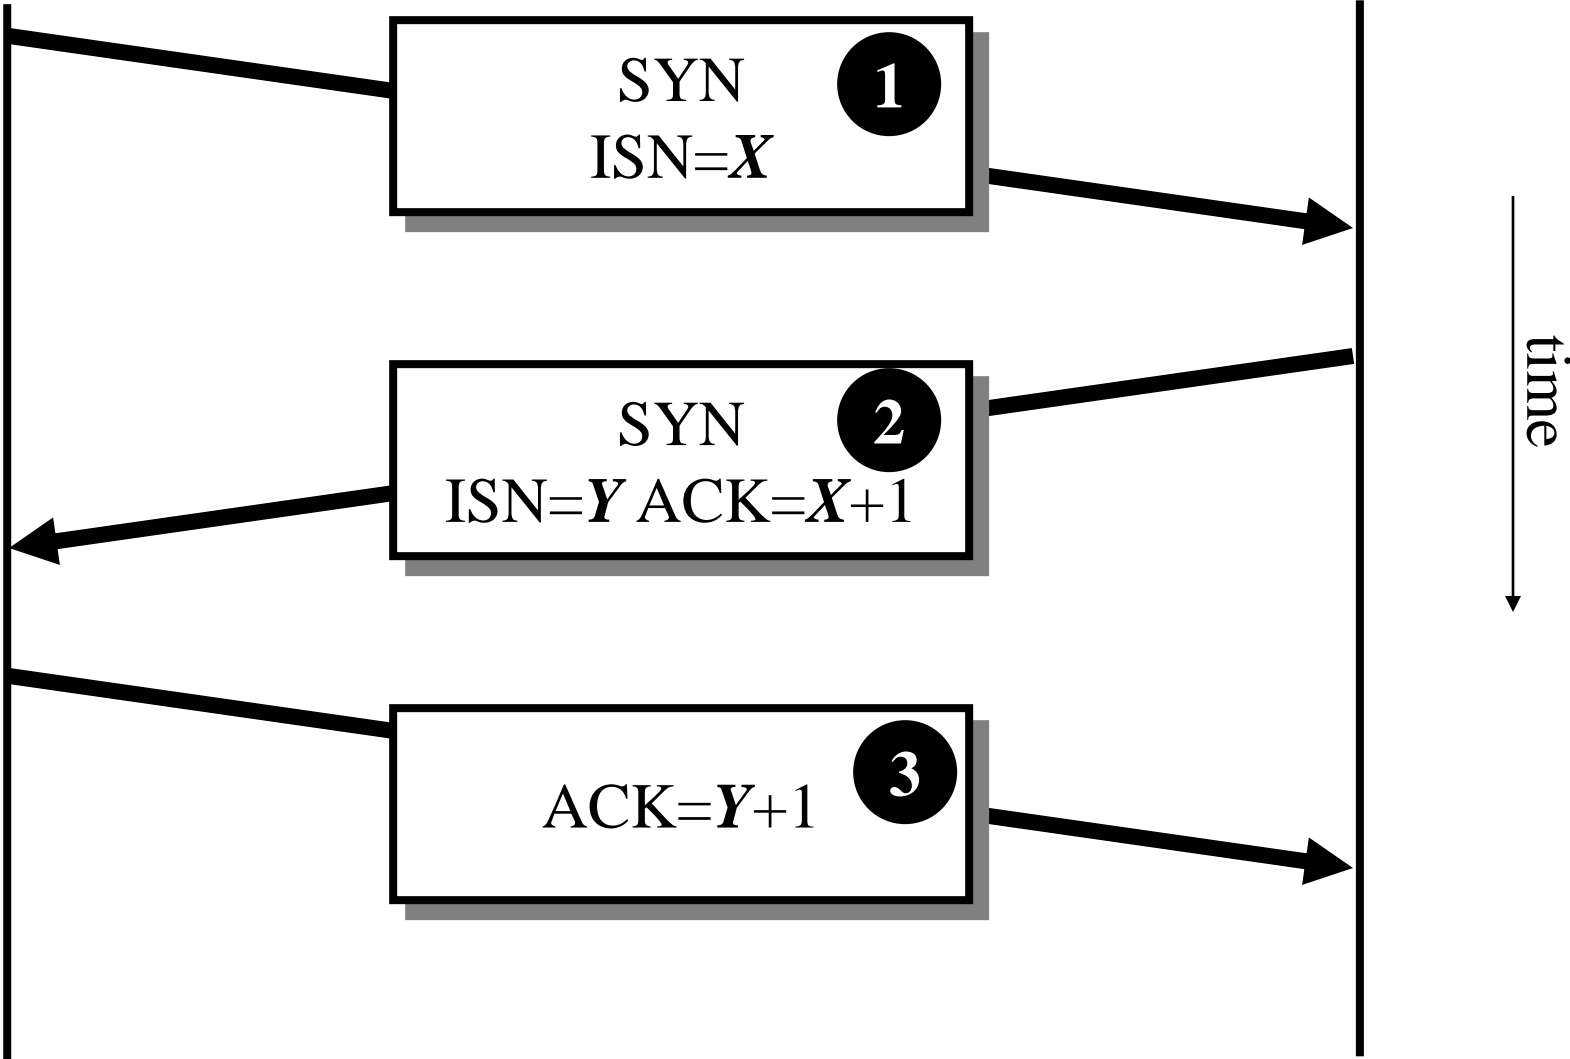 SYN
1
ISN=X
time
SYN
2
ISN=Y ACK=X+1
ACK=Y+1
3